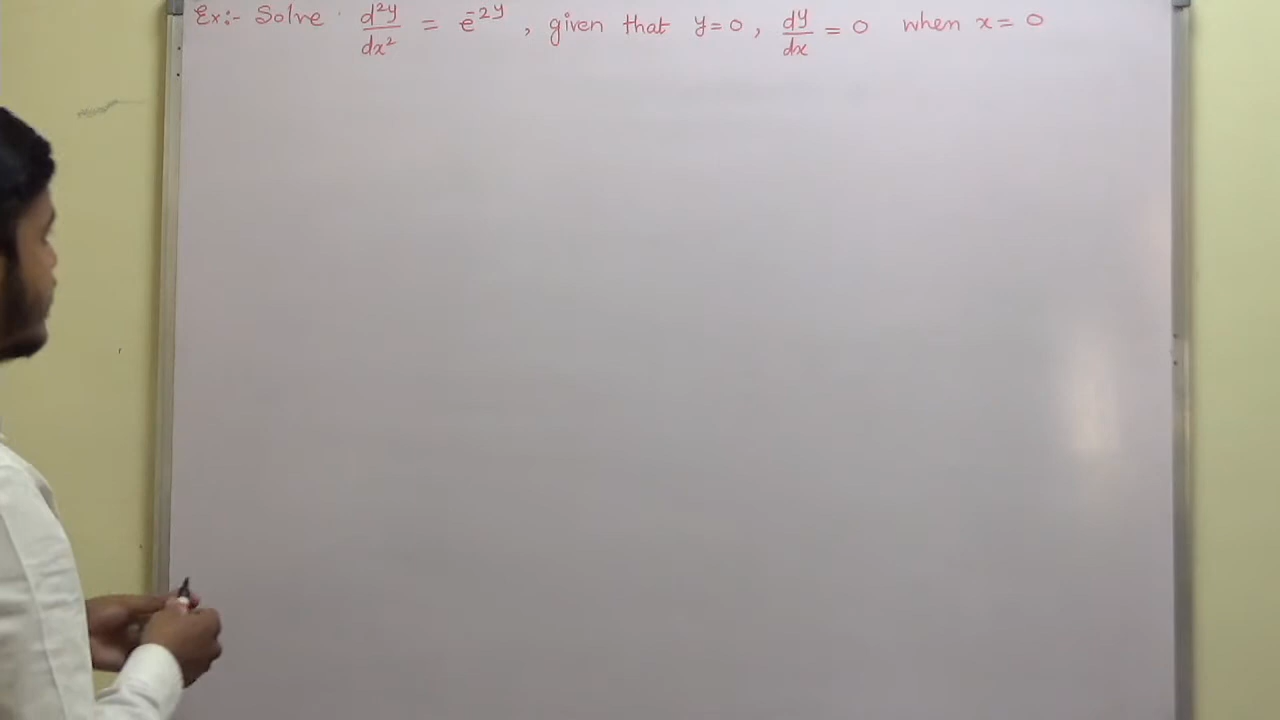 Ex:- Solve d²y/dx² = e⁻²ʸ , given that y=0 , dy/dx = 0 when x=0